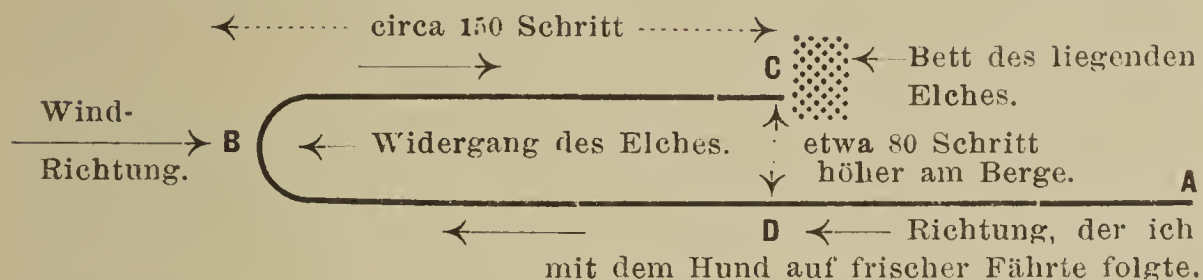 circa 150 Schritt
C
Bett des liegenden
Elches.
Wind-
Richtung.
B
Widergang des Elches.
etwa 80 Schritt
höher am Berge.
A
D
Richtung, der ich
mit dem Hund auf frischer Fährte folgte.